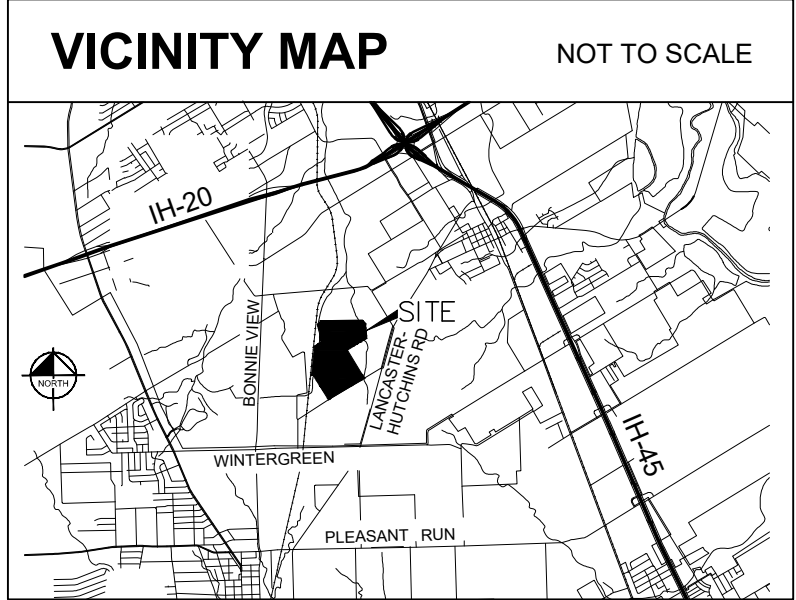 VICINITY MAP
NOT TO SCALE
IH-20
SITE
BONNIE VIEW
LANCASTER-
HUTCHINS RD
NORTH
IH-45
WINTERGREEN
PLEASANT RUN